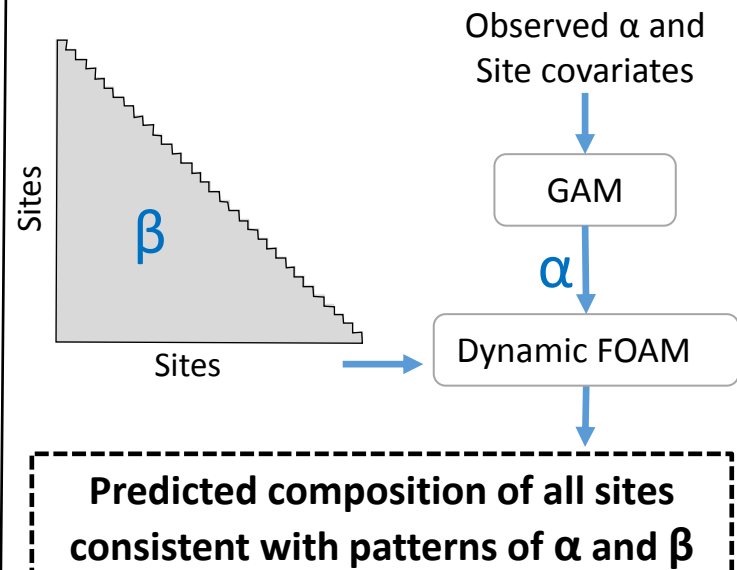 Observed α and
Site covariates
GAM
α
Sites
β
Sites
Dynamic FOAM
Predicted composition of all sites
consistent with patterns of α and β